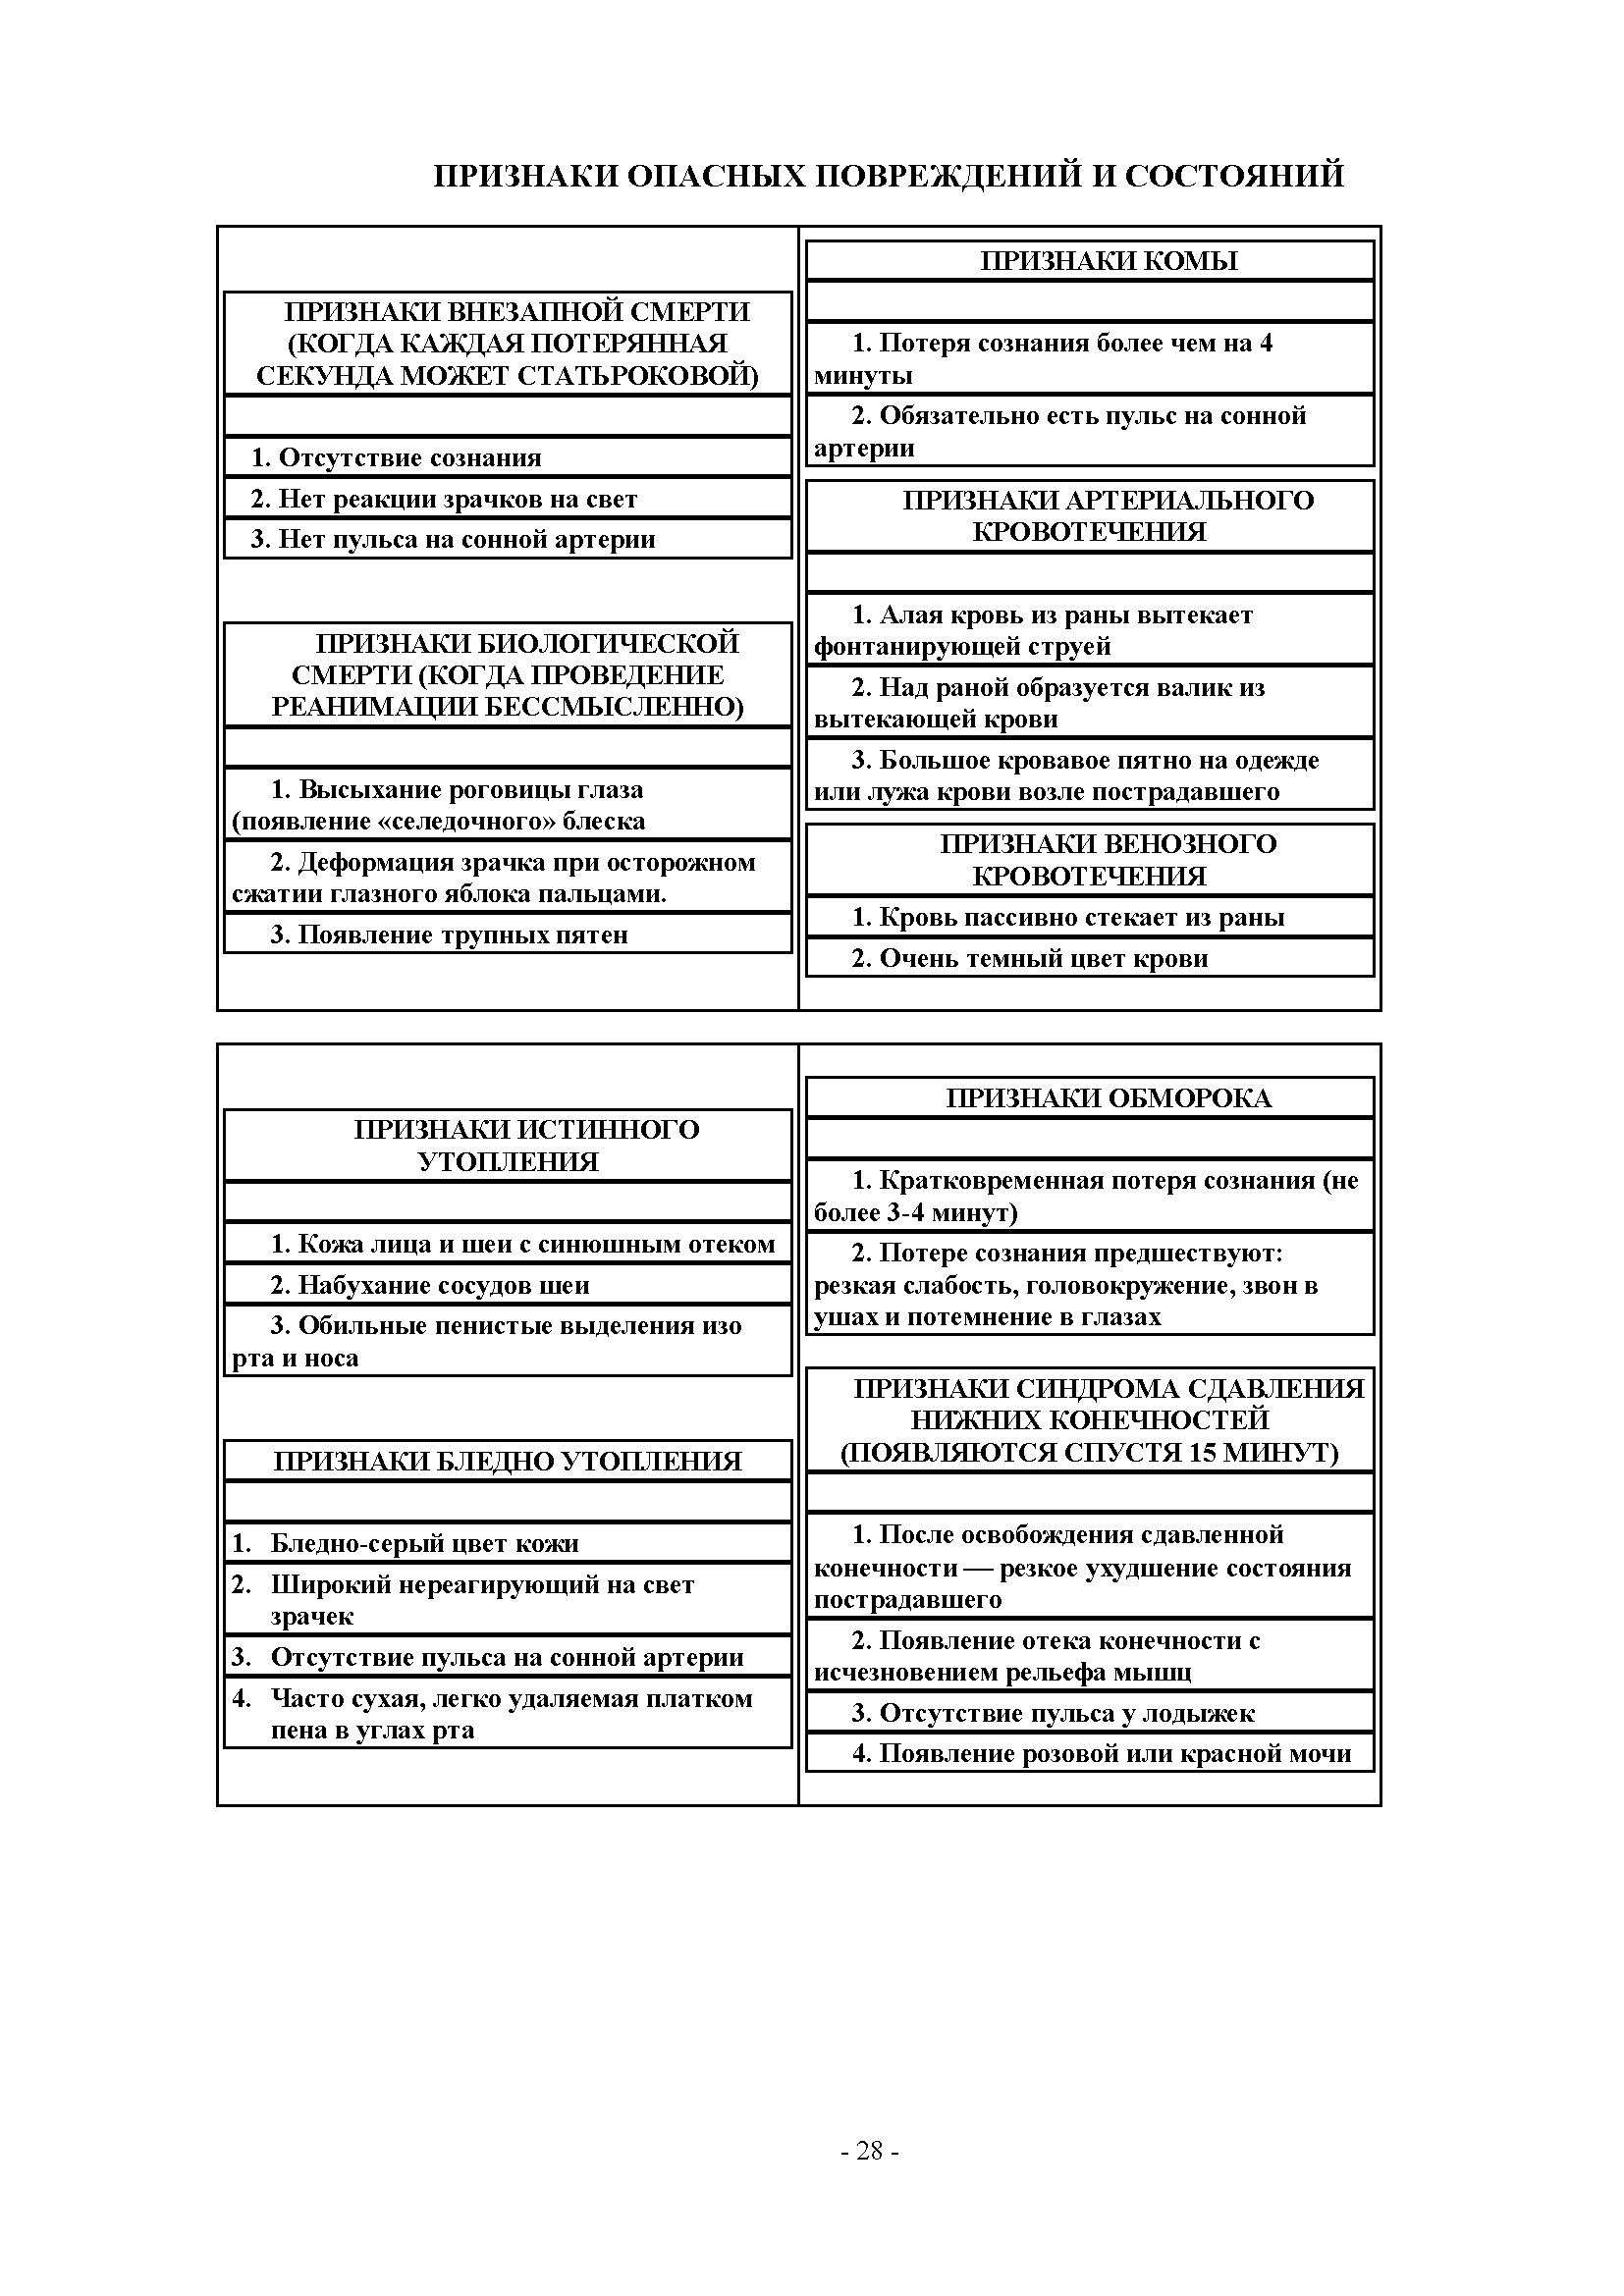 ПРИЗНАКИ ОПАСНЫХ ПОВРЕЖДЕНИЙ И СОСТОЯНИЙ
ПРИЗНАКИ ВНЕЗАПНОЙ СМЕРТИ
(КОГДА КАЖДАЯ ПОТЕРЯННАЯ
СЕКУНДА МОЖЕТ СТАТЬРОКОВОЙ)
1. Отсутствие сознания
2. Нет реакции зрачков на свет
3. Нет пульса на сонной артерии
ПРИЗНАКИ БИОЛОГИЧЕСКОЙ
СМЕРТИ (КОГДА ПРОВЕДЕНИЕ
РЕАНИМАЦИИ БЕССМЫСЛЕННО)
1. Высыхание роговицы глаза
(появление «селедочного» блеска
2. Деформация зрачка при осторожном
сжатии глазного яблока пальцами.
3. Появление трупных пятен
ПРИЗНАКИ КОМЫ
1. Потеря сознания более чем на 4
минуты
2. Обязательно есть пульс на сонной
артерии
ПРИЗНАКИ АРТЕРИАЛЬНОГО
КРОВОТЕЧЕНИЯ
1. Алая кровь из раны вытекает
фонтанирующей струей
2. Над раной образуется валик из
вытекающей крови
3. Большое кровавое пятно на одежде
или лужа крови возле пострадавшего
ПРИЗНАКИ ВЕНОЗНОГО
КРОВОТЕЧЕНИЯ
1. Кровь пассивно стекает из раны
2. Очень темный цвет крови
ПРИЗНАКИ ИСТИННОГО
УТОПЛЕНИЯ
1. Кожа лица и шеи с синюшным отеком
2. Набухание сосудов шеи
3. Обильные пенистые выделения изо
рта и носа
ПРИЗНАКИ БЛЕДНО УТОПЛЕНИЯ
1. Бледно-серый цвет кожи
2. Широкий нереагирующий на свет
зрачек
3. Отсутствие пульса на сонной артерии
4. Часто сухая, легко удаляемая платком
пена в углах рта
ПРИЗНАКИ ОБМОРОКА
1. Кратковременная потеря сознания (не
более 3-4 минут)
2. Потере сознания предшествуют:
резкая слабость, головокружение, звон в
ушах и потемнение в глазах
ПРИЗНАКИ СИНДРОМА СДАВЛЕНИЯ
НИЖНИХ КОНЕЧНОСТЕЙ
(ПОЯВЛЯЮТСЯ СПУСТЯ 15 МИНУТ)
1. После освобождения сдавленной
конечности — резкое ухудшение состояния
пострадавшего
2. Появление отека конечности с
исчезновением рельефа мышц
3. Отсутствие пульса у лодыжек
4. Появление розовой или красной мочи
- 28 -